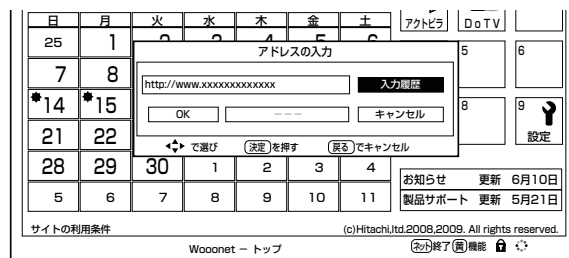 日 月 火 水 木 金 土 アクトビラ DoTV
25 1
アドレスの入力 5 6
7 8
http://www.xxxxxxxxxxxxx 入力履歴
14 15 8 9
OK --- キャンセル
21 22 設定
で選び 決定を押す 戻るでキャンセル
28 29 30 1 2 3 4
お知らせ 更新 6月10日
5 6 7 8 9 10 11 製品サポート 更新 5月21日
サイトの利用条件 (c)Hitachi,ltd.2008,2009. All rights reserved.
Wooonet − トップ ネット終了 黄機能